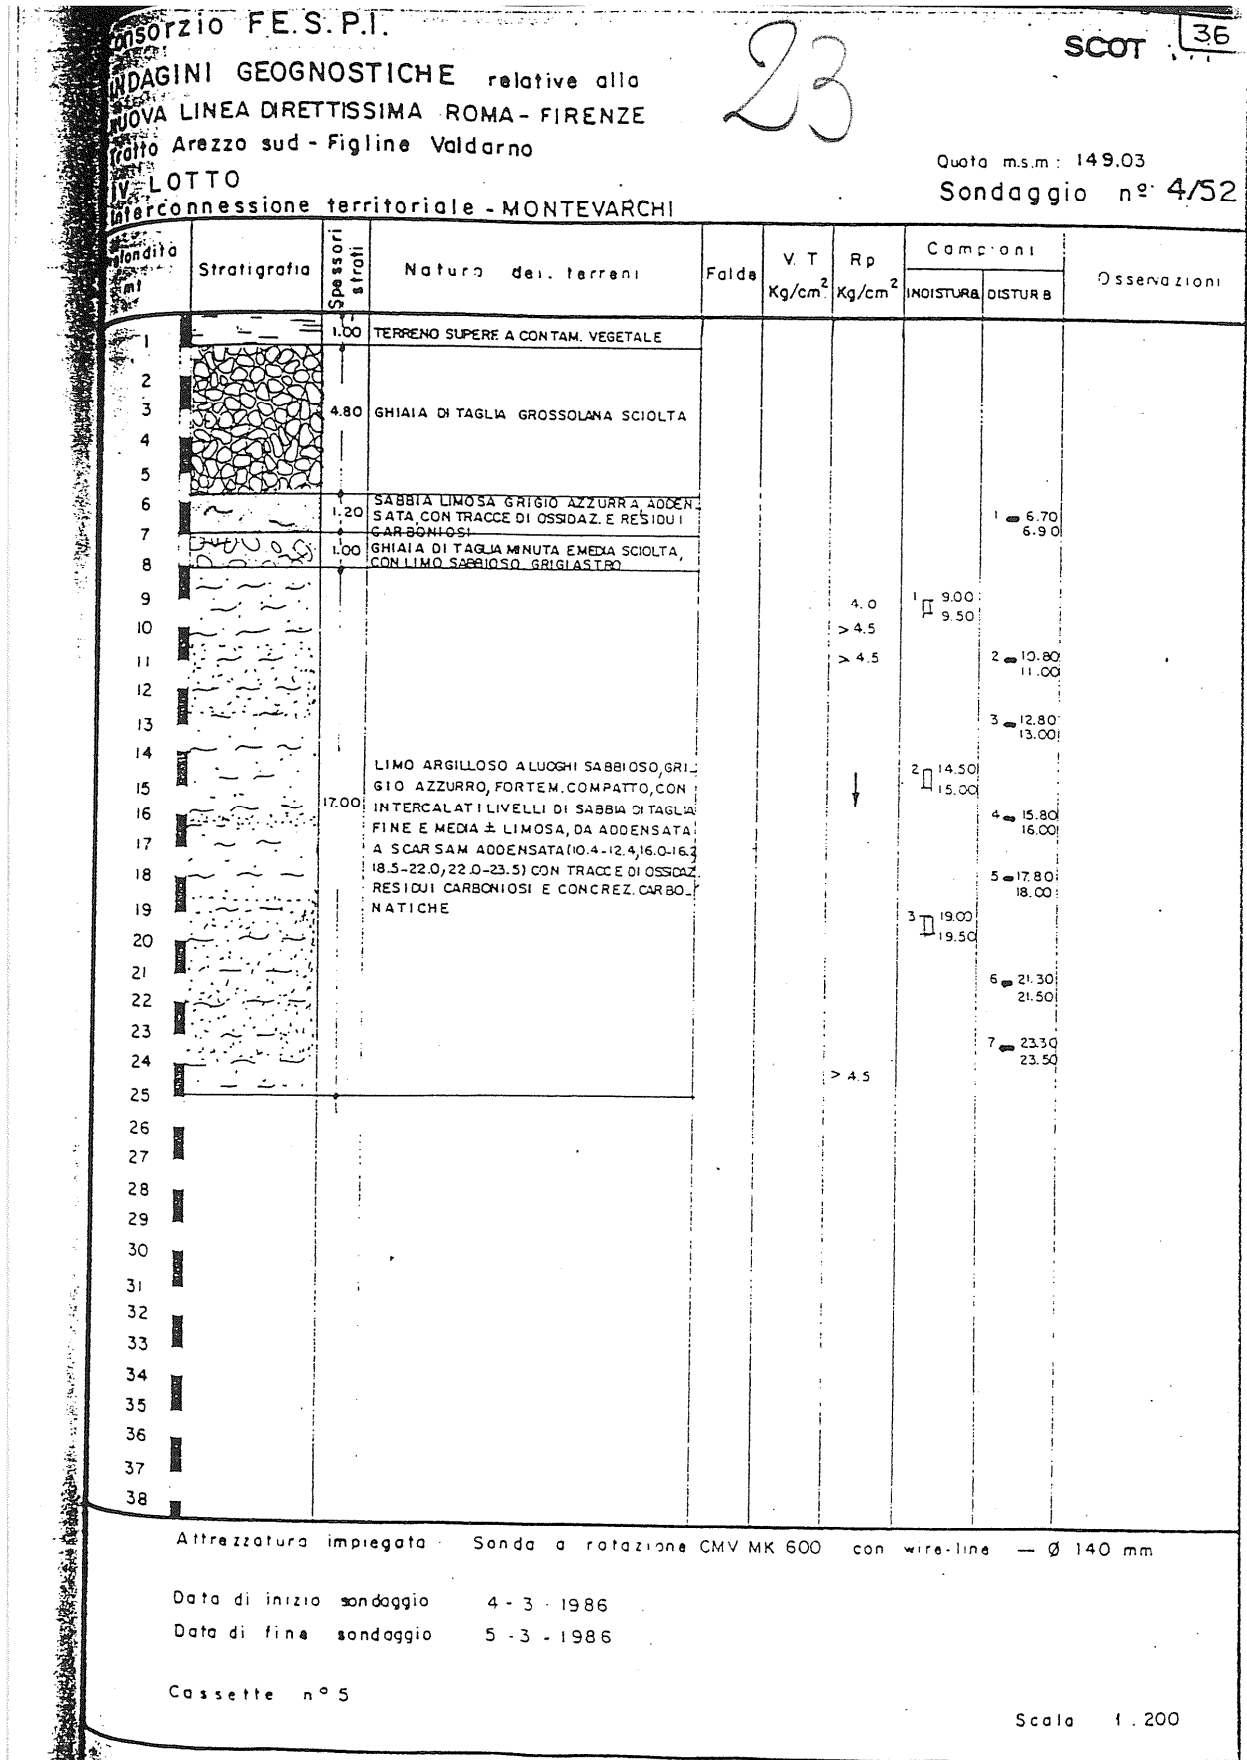 Consorzio F.E.S.P.I.
23
SCOT 36
INDAGINI GEOGNOSTICHE relative alla
NUOVA LINEA DIRETTISSIMA ROMA - FIRENZE
Tratto Arezzo sud - Figline Valdarno
Quota m.s.m : 149.03
IV LOTTO
Sondaggio nº 4/52
Interconnessione territoriale - MONTEVARCHI
Profondità mt
Stratigrafia
Spessori strati
Natura dei terreni
Falda
V. T Kg/cm²
Rp Kg/cm²
Campioni
INDISTURB
DISTURB
Osservazioni
1
1.00 TERRENO SUPERF. A CONTAM. VEGETALE
2
3
4.80 GHIAIA DI TAGLIA GROSSOLANA SCIOLTA
4
5
6
1.20 SABBIA LIMOSA GRIGIO AZZURRA, ADDEN-
SATA, CON TRACCE DI OSSIDAZ. E RESIDUI
CARBONIOSI
1 6.70
6.90
7
1.00 GHIAIA DI TAGLIA MINUTA E MEDIA SCIOLTA,
CON LIMO SABBIOSO GRIGIASTRO
8
9
4.0
1 9.00
9.50
10
> 4.5
11
> 4.5
2 10.80
11.00
12
13
3 12.80
13.00
14
2 14.50
15.00
15
16
4 15.80
16.00
17
17.00 LIMO ARGILLOSO A LUOGHI SABBIOSO, GRI-
GIO AZZURRO, FORTEM. COMPATTO, CON
INTERCALATI LIVELLI DI SABBIA DI TAGLIA
FINE E MEDIA ± LIMOSA, DA ADDENSATA
A SCARSAM ADDENSATA (10.4-12.4, 16.0-16.2
18.5-22.0, 22.0-23.5) CON TRACCE DI OSSIDAZ.
RESIDUI CARBONIOSI E CONCREZ. CARBO-
NATICHE
18
5 17.80
18.00
19
3 19.00
19.50
20
21
6 21.30
21.50
22
23
7 23.30
23.50
24
> 4.5
25
26
27
28
29
30
31
32
33
34
35
36
37
38
Attrezzatura impiegata Sonda a rotazione CMV MK 600 con wire-line — Ø 140 mm
Data di inizio sondaggio 4 - 3 - 1986
Data di fine sondaggio 5 - 3 - 1986
Cassette nº 5
Scala 1 . 200